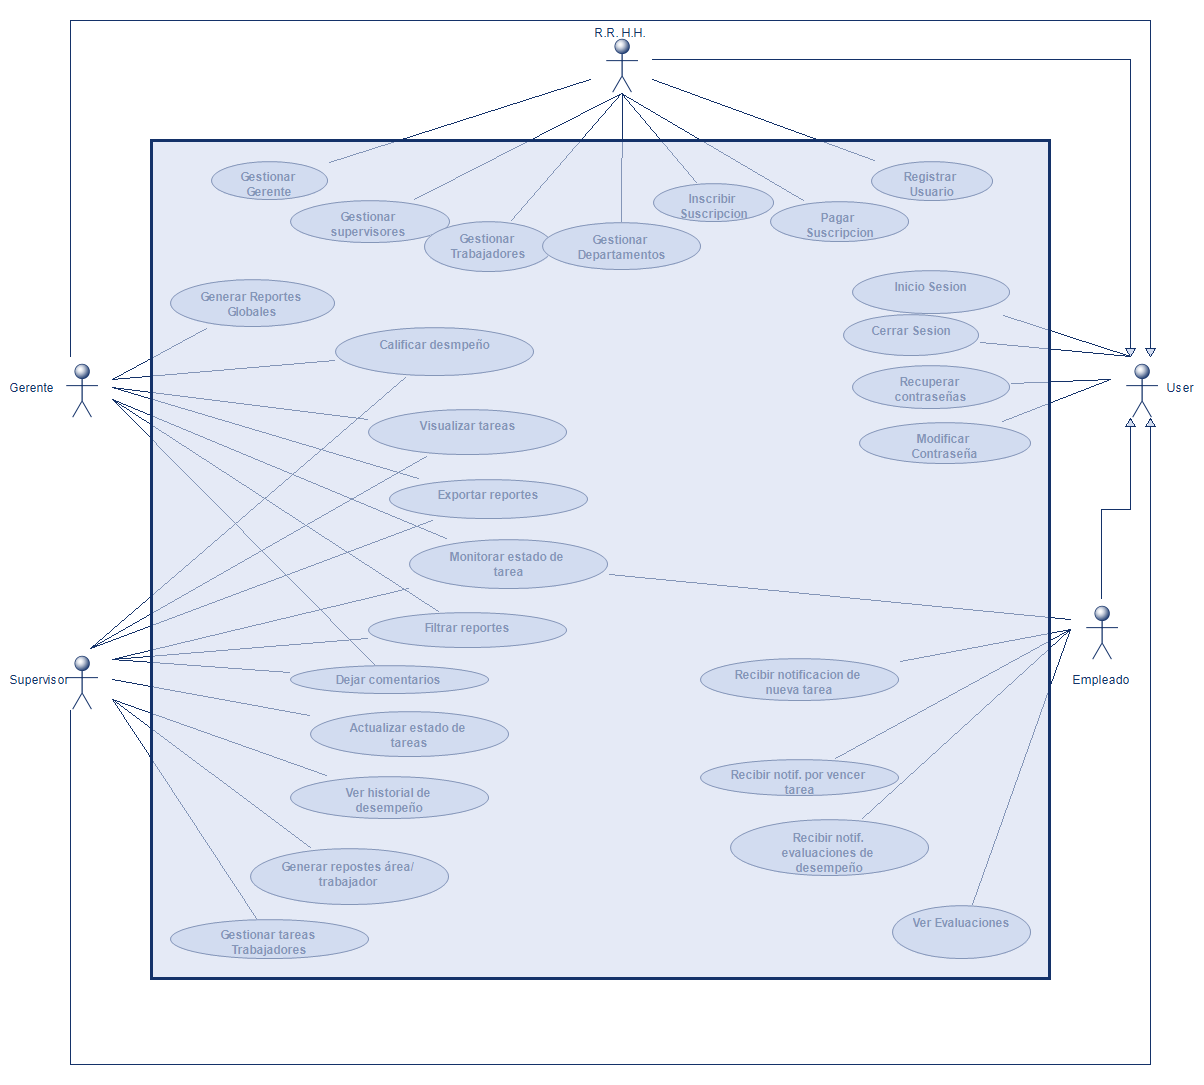 R.R. H.H.
Gestionar
Gerente
Gestionar
supervisores
Gestionar
Trabajadores
Gestionar
Departamentos
Inscribir
Suscripcion
Pagar
Suscripcion
Registrar
Usuario
Generar Reportes
Globales
Inicio Sesion
Cerrar Sesion
Calificar desmpeño
Gerente
Recuperar
contraseñas
User
Visualizar tareas
Modificar
Contraseña
Exportar reportes
Monitorar estado de
tarea
Filtrar reportes
Supervisor
Dejar comentarios
Recibir notificacion de
nueva tarea
Empleado
Actualizar estado de
tareas
Ver historial de
desempeño
Recibir notif. por vencer
tarea
Recibir notif.
evaluaciones de
desempeño
Generar repostes área/
trabajador
Gestionar tareas
Trabajadores
Ver Evaluaciones